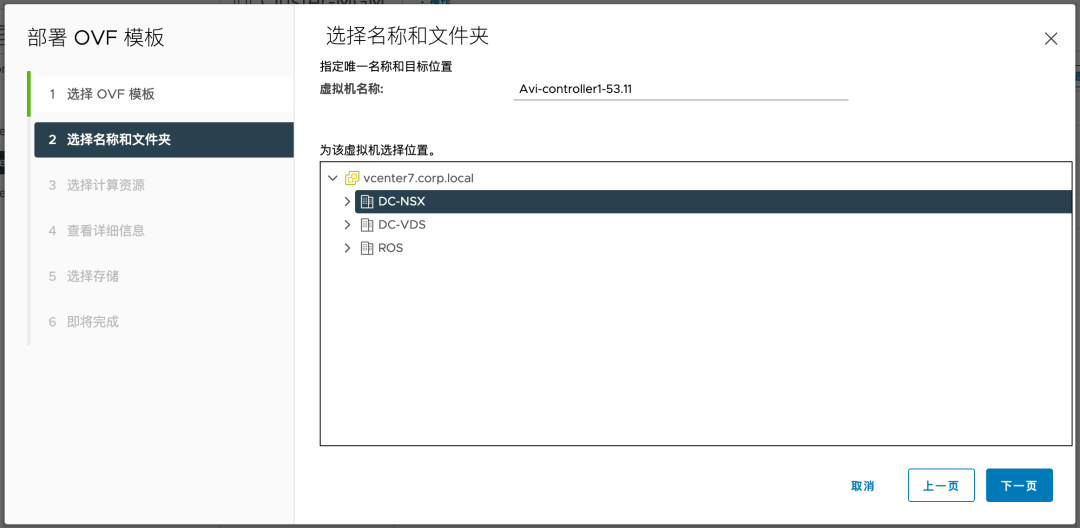 部署 OVF 模板
1 选择 OVF 模板
2 选择名称和文件夹
3 选择计算资源
4 查看详细信息
5 选择存储
6 即将完成
选择名称和文件夹
指定唯一名称和目标位置
虚拟机名称: Avi-controller1-53.11
为该虚拟机选择位置。
vcenter7.corp.local
DC-NSX
DC-VDS
ROS
取消 上一页 下一页